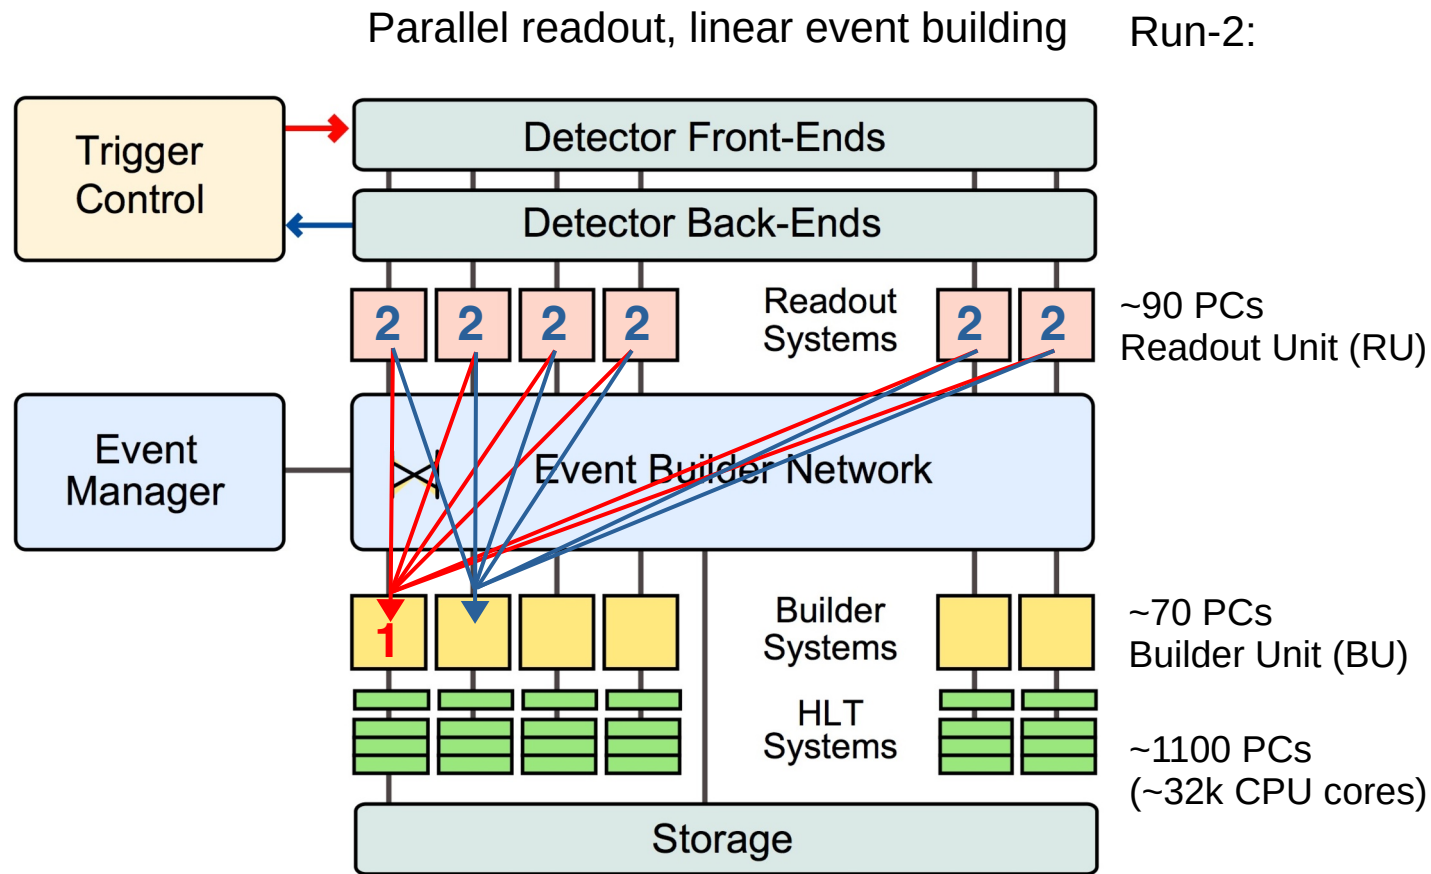 Parallel readout, linear event building
Run-2:
Trigger
Control
Detector Front-Ends
Detector Back-Ends
2 2 2 2 2 2
Readout
Systems
~90 PCs
Readout Unit (RU)
Event
Manager
Event Builder Network
1
Builder
Systems
~70 PCs
Builder Unit (BU)
HLT
Systems
~1100 PCs
(~32k CPU cores)
Storage